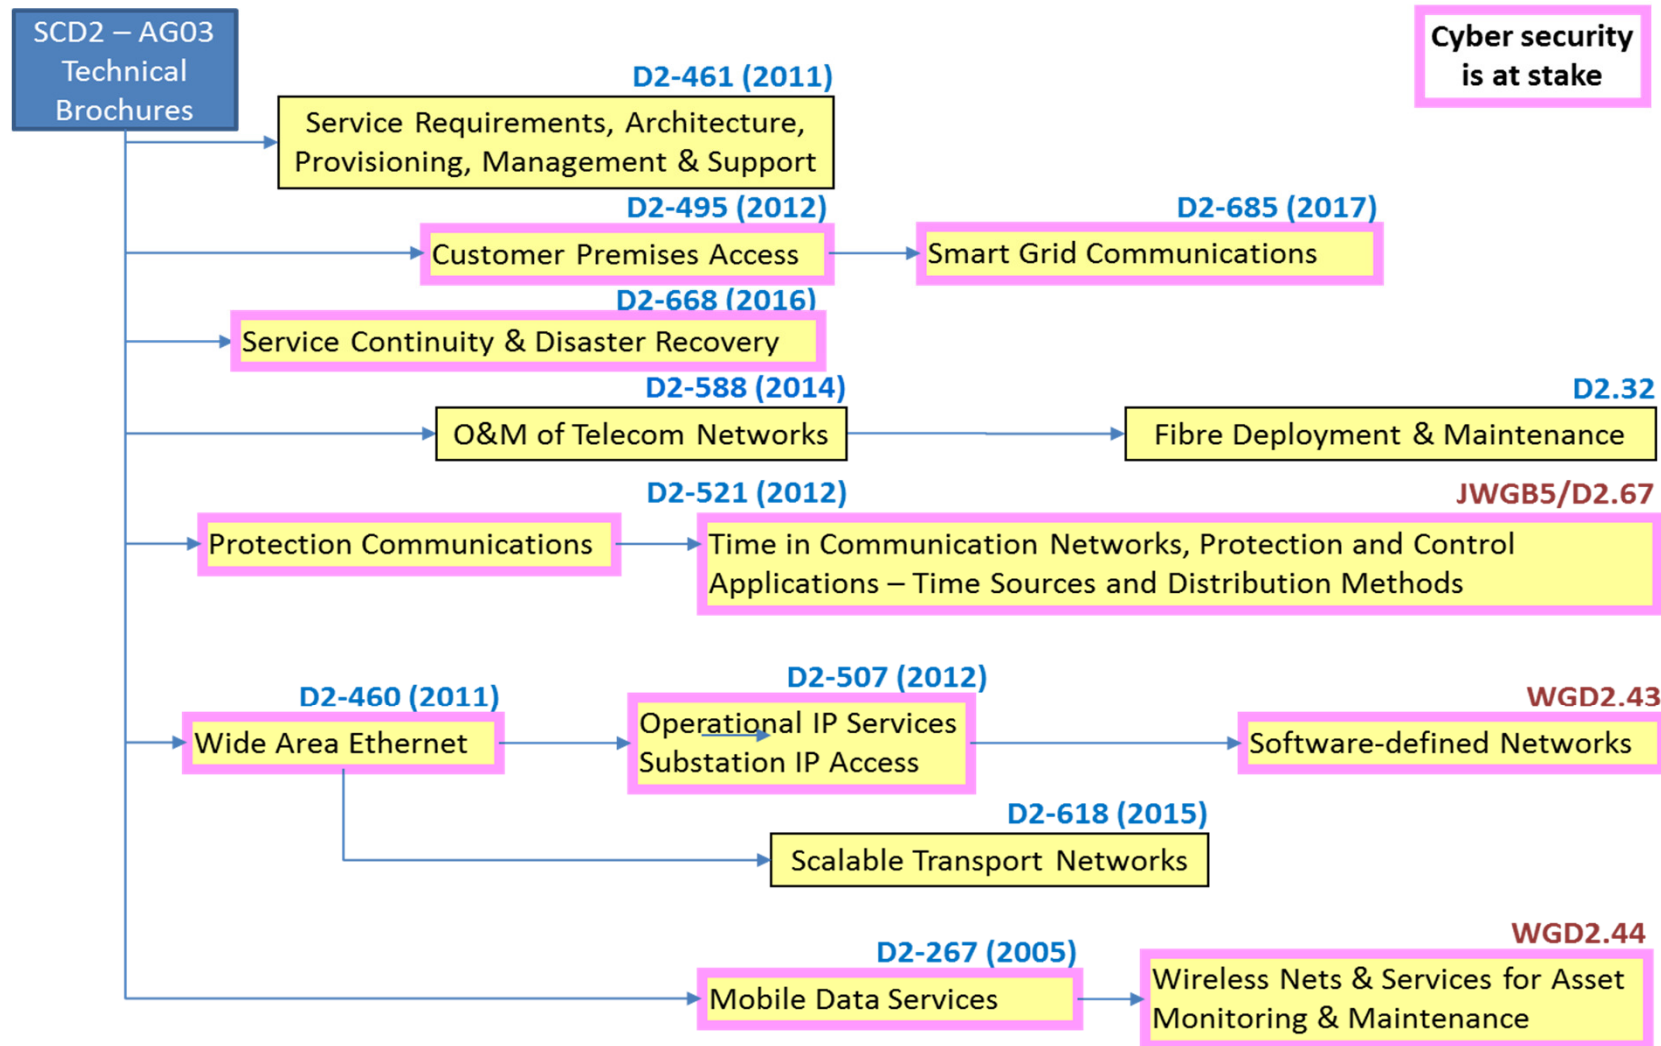 SCD2 – AG03
Technical
Brochures
Cyber security
is at stake
D2-461 (2011)
Service Requirements, Architecture,
Provisioning, Management & Support
D2-495 (2012)
Customer Premises Access
D2-685 (2017)
Smart Grid Communications
D2-668 (2016)
Service Continuity & Disaster Recovery
D2-588 (2014)
O&M of Telecom Networks
D2.32
Fibre Deployment & Maintenance
D2-521 (2012)
Protection Communications
JWGB5/D2.67
Time in Communication Networks, Protection and Control
Applications – Time Sources and Distribution Methods
D2-460 (2011)
Wide Area Ethernet
D2-507 (2012)
Operational IP Services
Substation IP Access
WGD2.43
Software-defined Networks
D2-618 (2015)
Scalable Transport Networks
D2-267 (2005)
Mobile Data Services
WGD2.44
Wireless Nets & Services for Asset
Monitoring & Maintenance